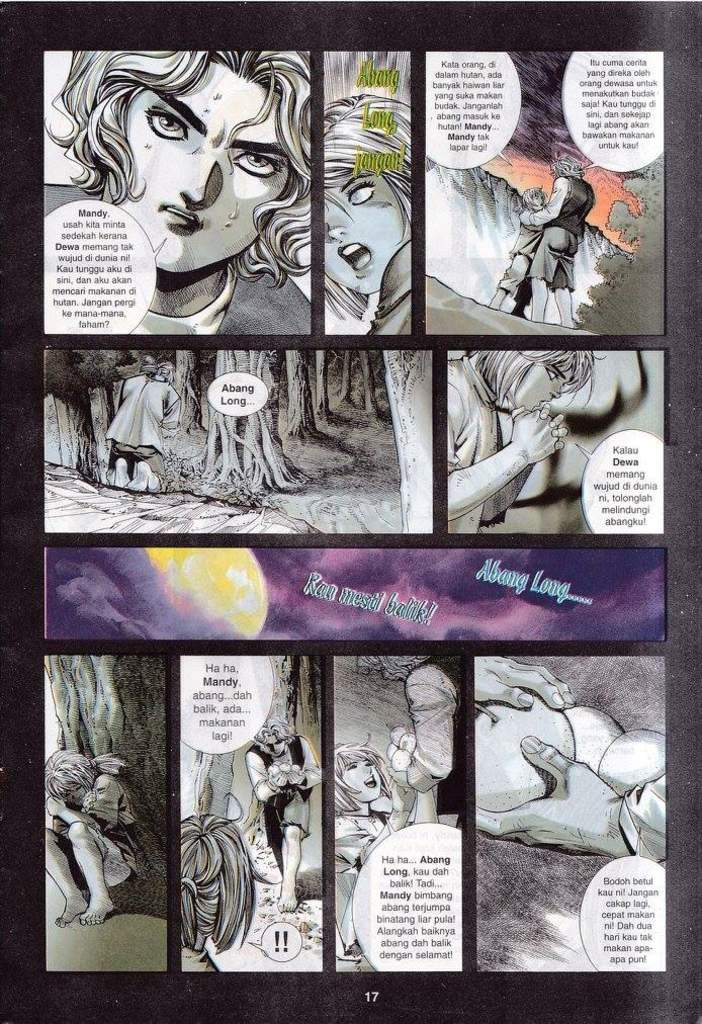 Mandy,
usah kita minta
sedekah kerana
Dewa memang tak
wujud di dunia
ni! Kau tunggu aku di
sini, dan aku akan
mencari makanan di
hutan. Jangan pergi
ke mana-mana,
faham?
Abang
Long,
jangan!
Kata orang, di
dalam hutan, ada
banyak haiwan liar
yang suka makan
budak. Janganlah
abang masuk ke
hutan! Mandy...
Mandy tak
lapar lagi!
Itu cuma cerita
yang direka oleh
orang dewasa untuk
menakutkan budak
saja! Kau tunggu di
sini, dan sekejap
lagi abang akan
bawakan makanan
untuk kau!
Abang
Long...
Kalau
Dewa
memang
wujud di dunia
ni, tolonglah
melindungi
abangku!
Kau mesti balik!
Abang Long.....
Ha ha,
Mandy,
abang...dah
balik, ada...
makanan
lagi!
!!
Ha ha... Abang
Long, kau dah
balik! Tadi...
Mandy bimbang
abang terjumpa
binatang liar pula!
Alangkah baiknya
abang dah balik
dengan selamat!
Bodoh betul
kau ni! Jangan
cakap lagi,
cepat makan
ni! Dah dua
hari kau tak
makan apa-
apa pun!
17